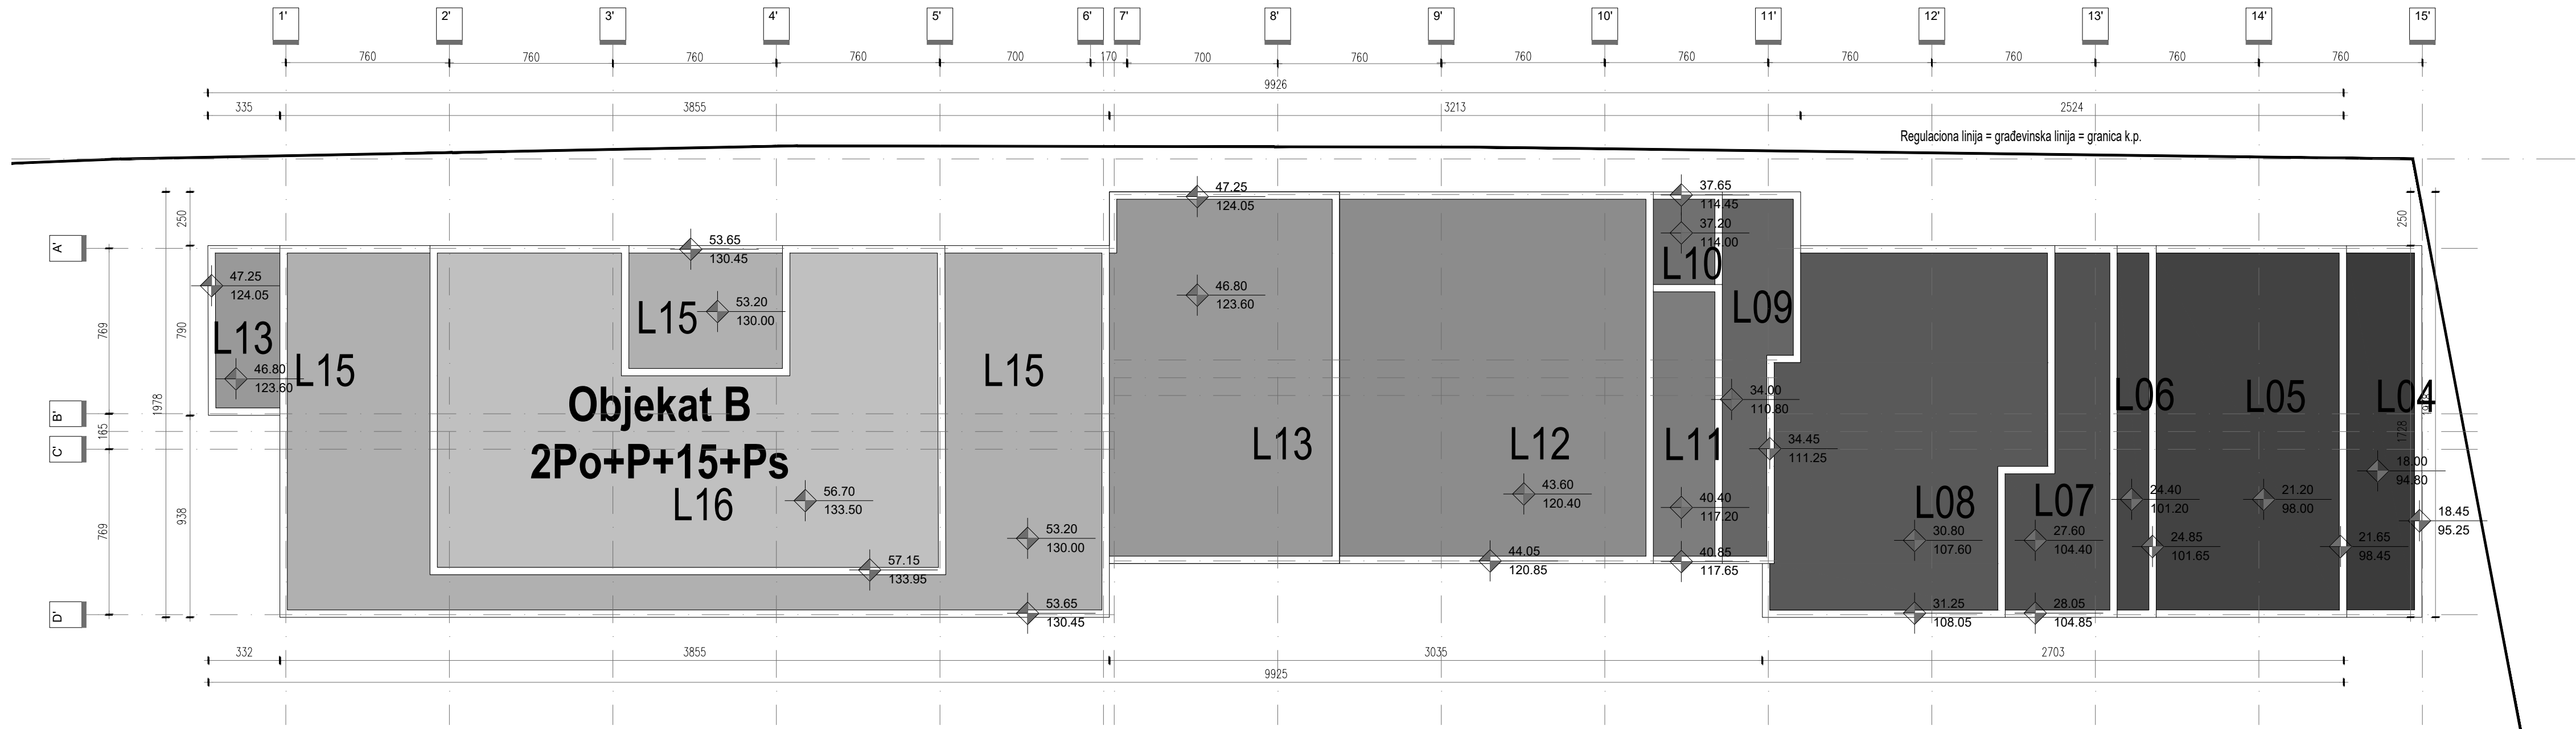 1' 2' 3' 4' 5' 6' 7' 8' 9' 10' 11' 12' 13' 14' 15'
760 760 760 760 700 170 700 760 760 760 760 760 760 760
9926
335 3855 3213 2524
Regulaciona linija = građevinska linija = granica k.p.
A'
B'
C'
D'
769
165
769
1978
250
790
938
250
1728
47.25
124.05
L13
46.80
123.60
L15
53.65
130.45
L15
53.20
130.00
Objekat B
2Po+P+15+Ps
L16
56.70
133.50
57.15
133.95
L15
53.20
130.00
53.65
130.45
47.25
124.05
46.80
123.60
L13
L12
43.60
120.40
44.05
120.85
37.65
114.45
37.20
114.00
L10
L09
34.00
110.80
L11
40.40
117.20
40.85
117.65
34.45
111.25
L08
30.80
107.60
31.25
108.05
L07
27.60
104.40
28.05
104.85
L06
24.40
101.20
24.85
101.65
L05
21.20
98.00
21.65
98.45
L04
18.00
94.80
18.45
95.25
332 3855 3035 2703
9925